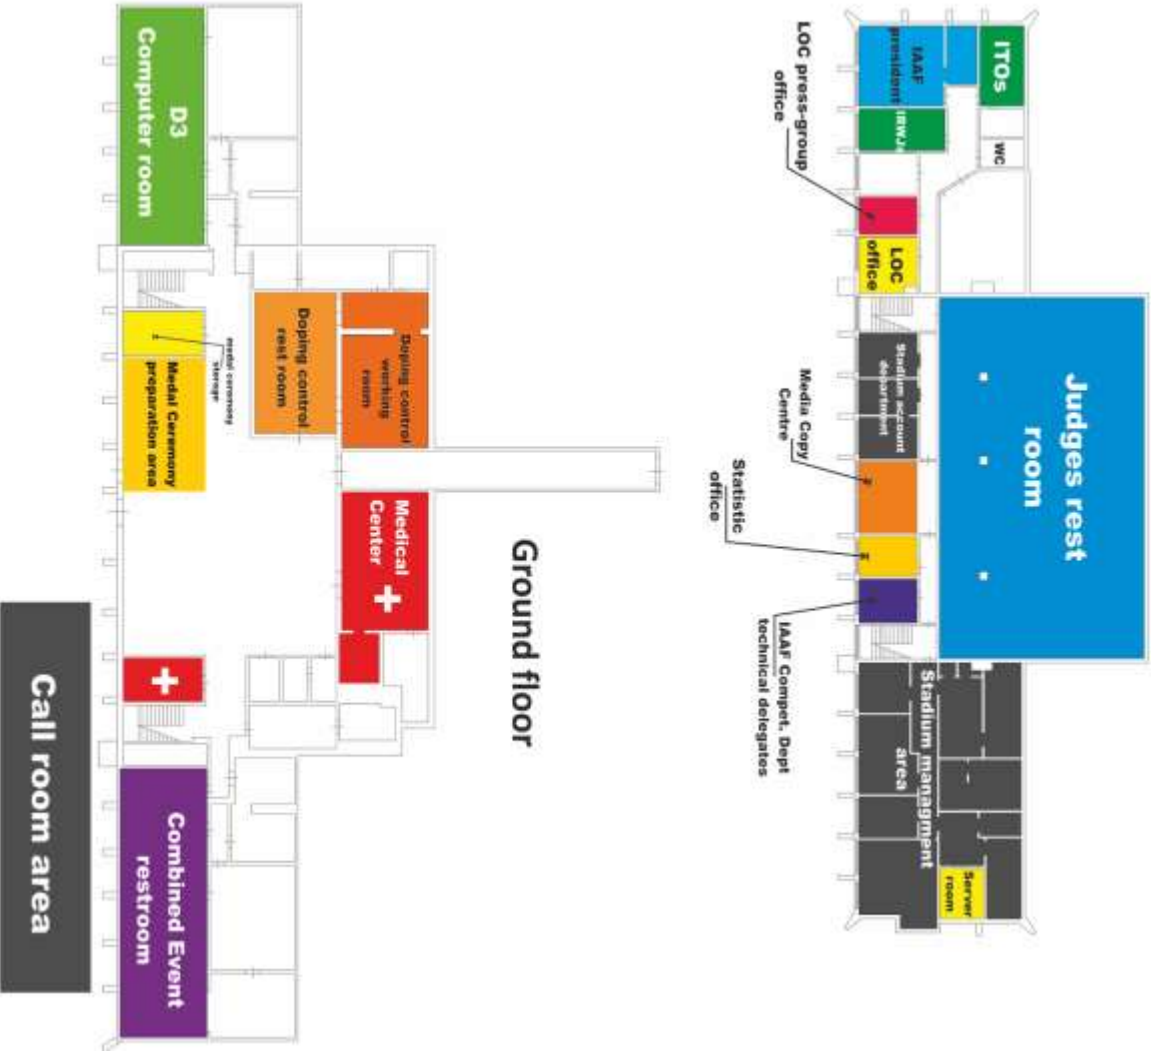 ITOs
WC
IAAF
president
IRWJs
LOC press-group
office
LOC
office
Judges rest
room
Stadium account
department
Media Copy
Centre
Statistic
office
IAAF Compet. Dept
technical delegates
Stadium managment
area
Server
room
Ground floor
D3
Computer room
Doping control
working
room
Doping control
rest room
medal ceremony
storage
Medal Ceremony
preparation area
Medical
Center
Combined Event
restroom
Call room area